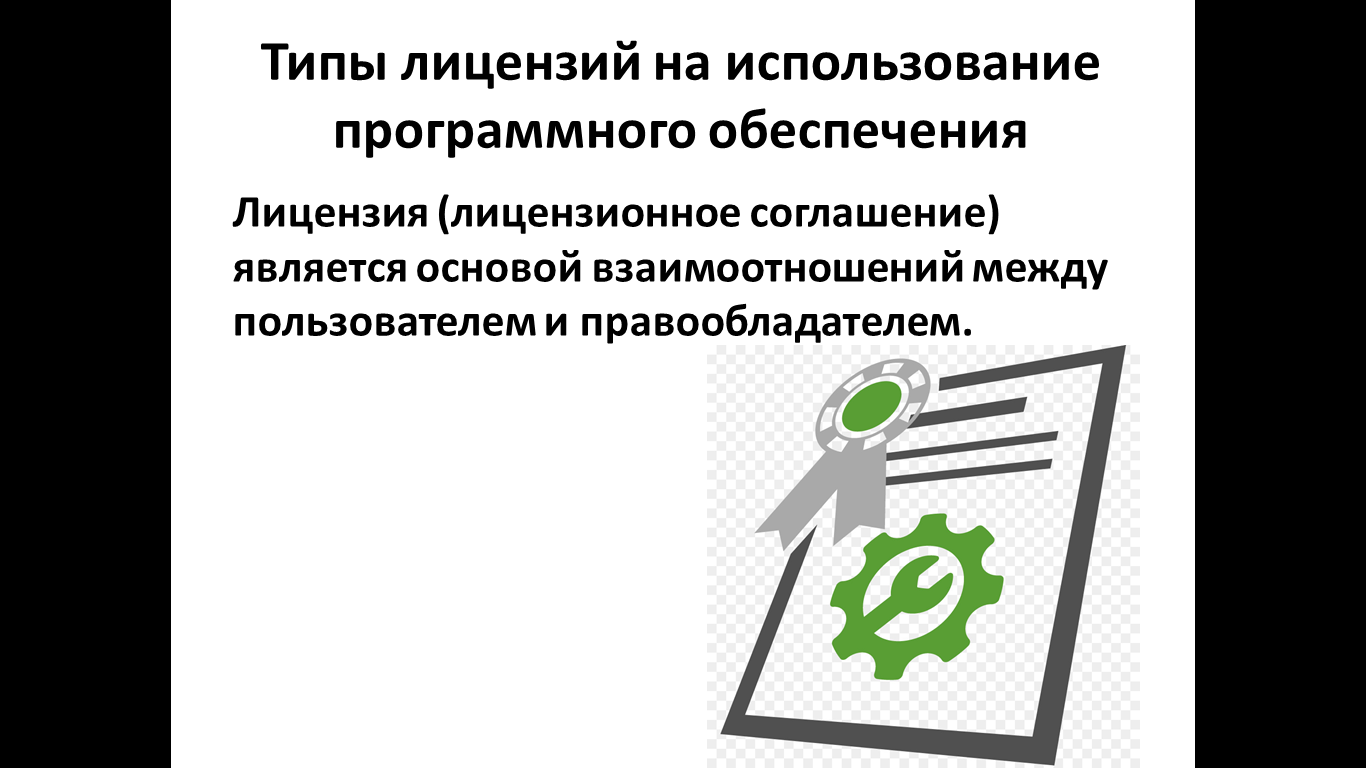 Типы лицензий на использование
программного обеспечения
Лицензия (лицензионное соглашение)
является основой взаимоотношений между
пользователем и правообладателем.